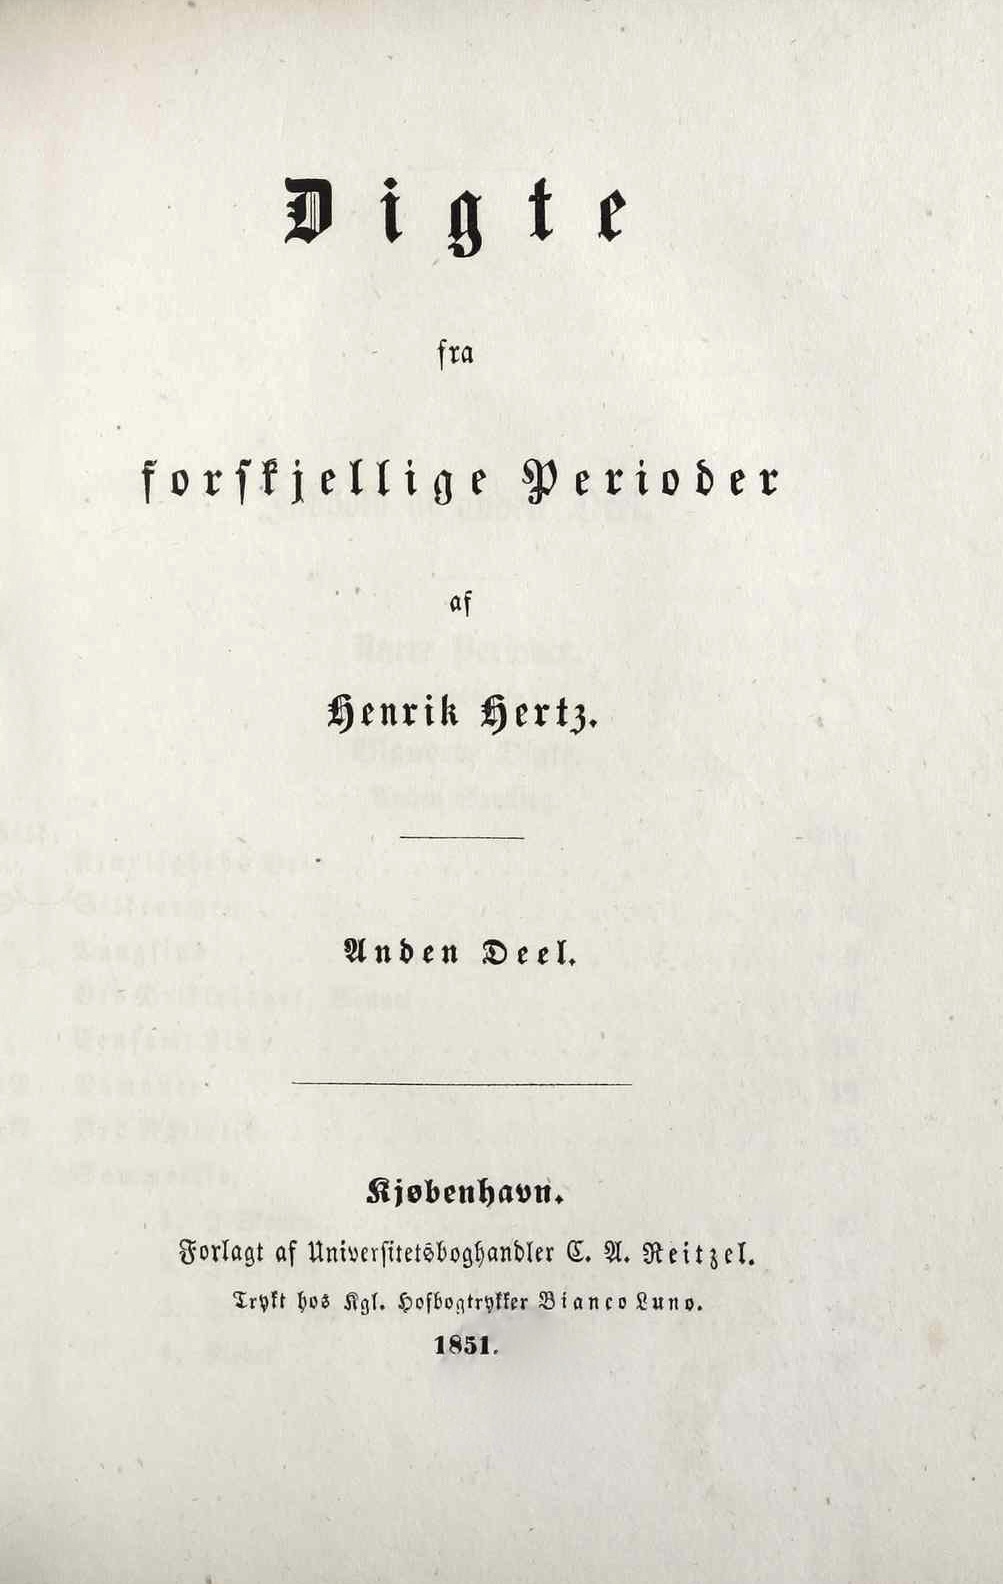 Digte
fra
forskjellige Perioder
af
Henrik Hertz.
Anden Deel.
Kjøbenhavn.
Forlagt af Universitetsboghandler C. A. Reitzel.
Trykt hos Kgl. Hofbogtrykker Bianco Luno.
1851.